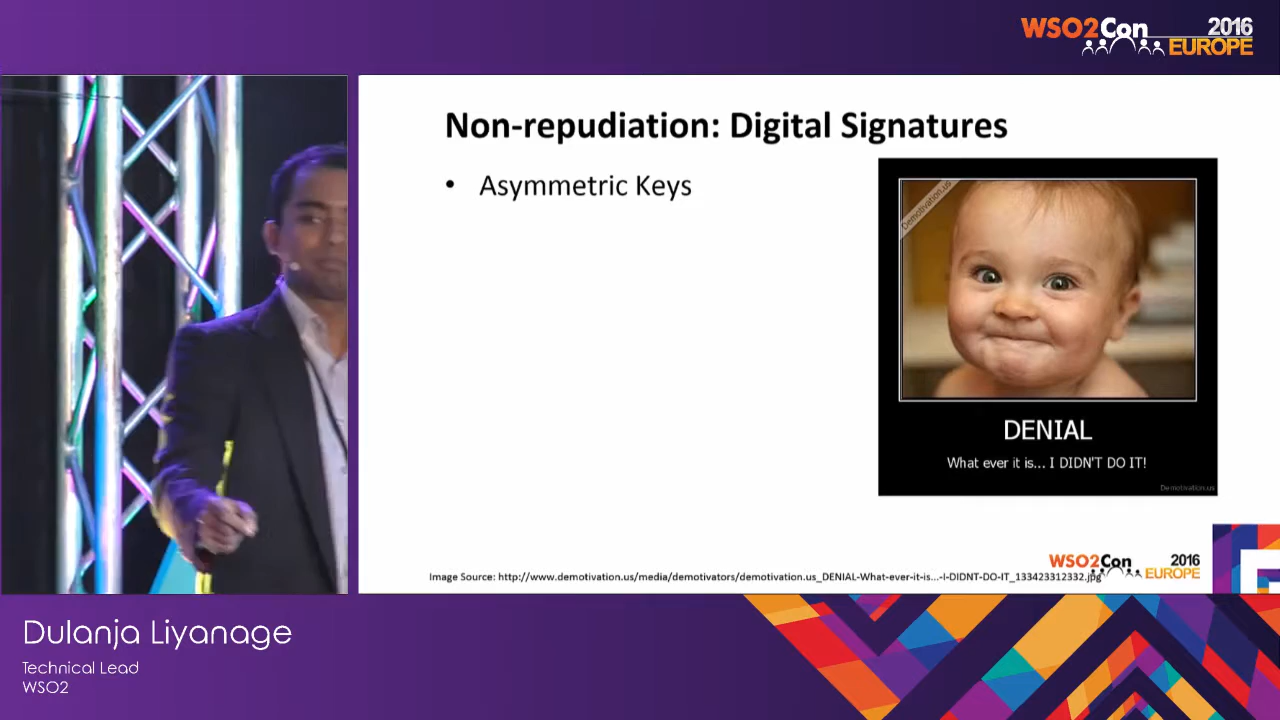 WSO2Con 2016
EUROPE
Non-repudiation: Digital Signatures
• Asymmetric Keys
Demotivation.us
DENIAL
What ever it is... I DIDN'T DO IT!
Demotivation.us
WSO2Con 2016
EUROPE
Image Source: http://www.demotivation.us/media/demotivators/demotivation.us_DENIAL-What-ever-it-is...-I-DIDNT-DO-IT_133423312332.jpg
Dulanja Liyanage
Technical Lead
WSO2